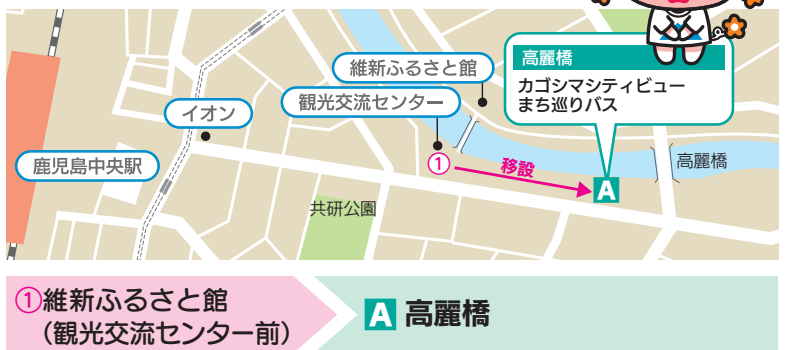 高麗橋
カゴシマシティビュー
まち巡りバス
維新ふるさと館
観光交流センター
イオン
鹿児島中央駅
①
移設
A
高麗橋
共研公園
①維新ふるさと館
（観光交流センター前）
A 高麗橋